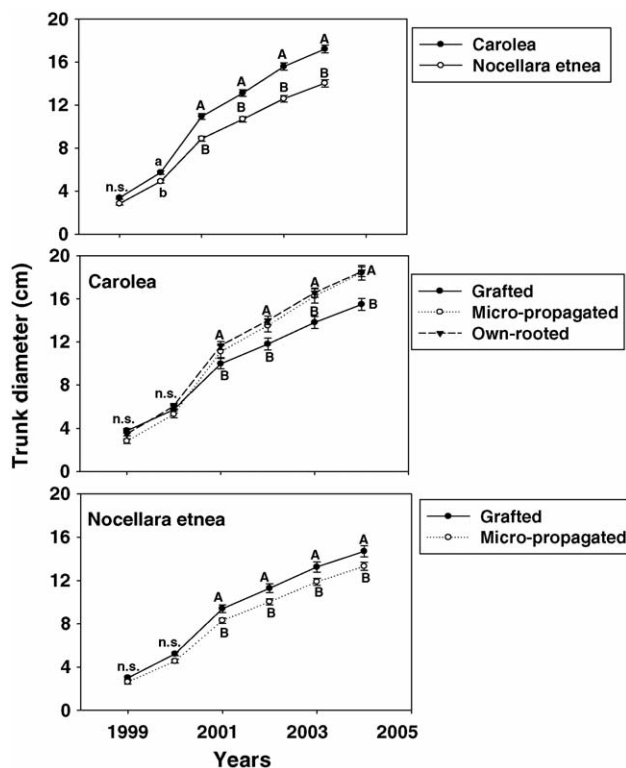 20
16
12
8
4
0
A
A
A
A
a
n.s.
b
B
B
B
B
Carolea
Nocellara etnea
Trunk diameter (cm)
20
16
12
8
4
0
Carolea
n.s.
n.s.
A
A
A
A
B
B
B
B
Grafted
Micro-propagated
Own-rooted
20
16
12
8
4
0
Nocellara etnea
n.s.
n.s.
A
A
A
A
B
B
B
B
Grafted
Micro-propagated
1999 2001 2003 2005
Years